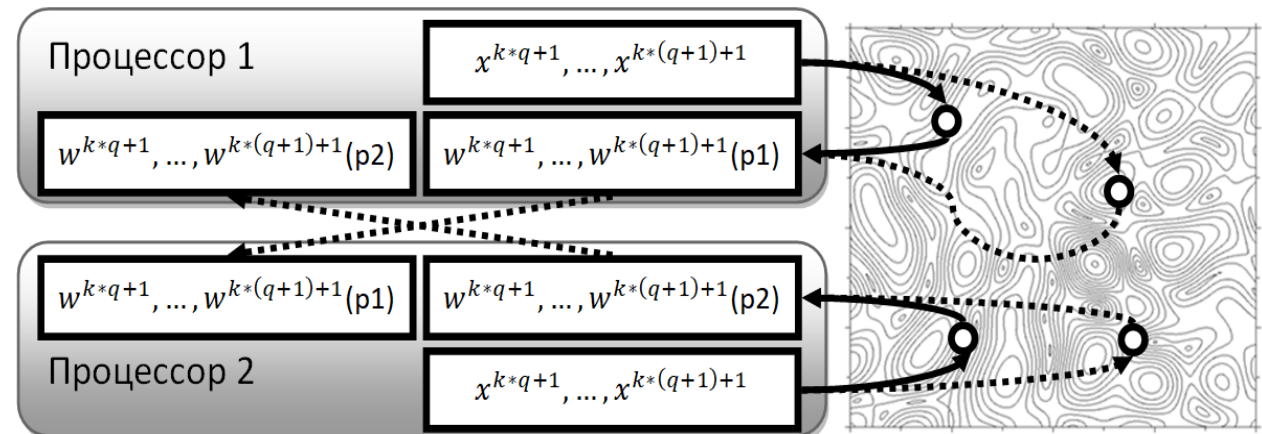 Процессор 1
x^{k*q+1}, ..., x^{k*(q+1)+1}
w^{k*q+1}, ..., w^{k*(q+1)+1}(p2)
w^{k*q+1}, ..., w^{k*(q+1)+1}(p1)
w^{k*q+1}, ..., w^{k*(q+1)+1}(p1)
w^{k*q+1}, ..., w^{k*(q+1)+1}(p2)
Процессор 2
x^{k*q+1}, ..., x^{k*(q+1)+1}